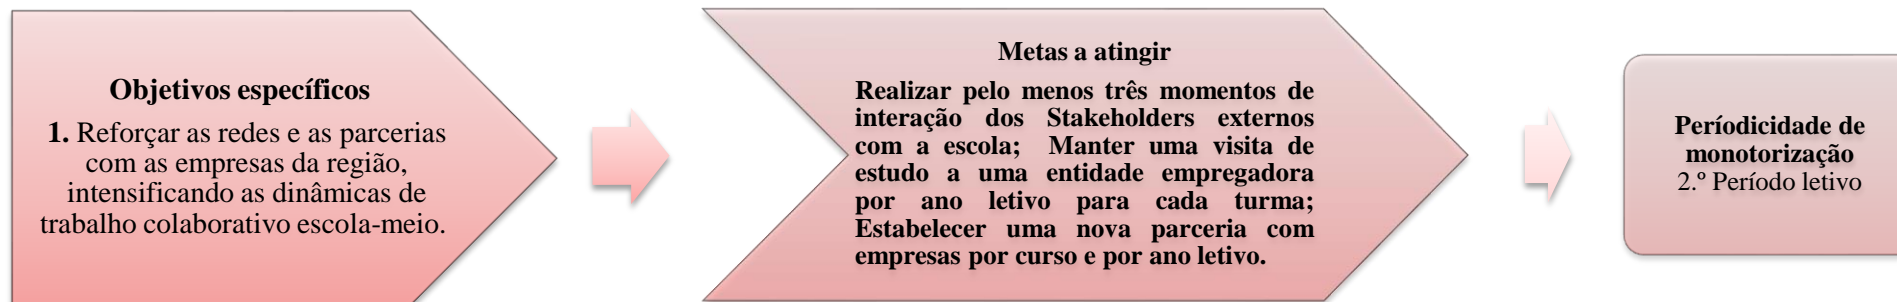 Objetivos específicos
1. Reforçar as redes e as parcerias
com as empresas da região,
intensificando as dinâmicas de
trabalho colaborativo escola-meio.
Metas a atingir
Realizar pelo menos três momentos de
interação dos Stakeholders externos
com a escola; Manter uma visita de
estudo a uma entidade empregadora
por ano letivo para cada turma;
Estabelecer uma nova parceria com
empresas por curso e por ano letivo.
Períodicidade de
monotorização
2.º Período letivo